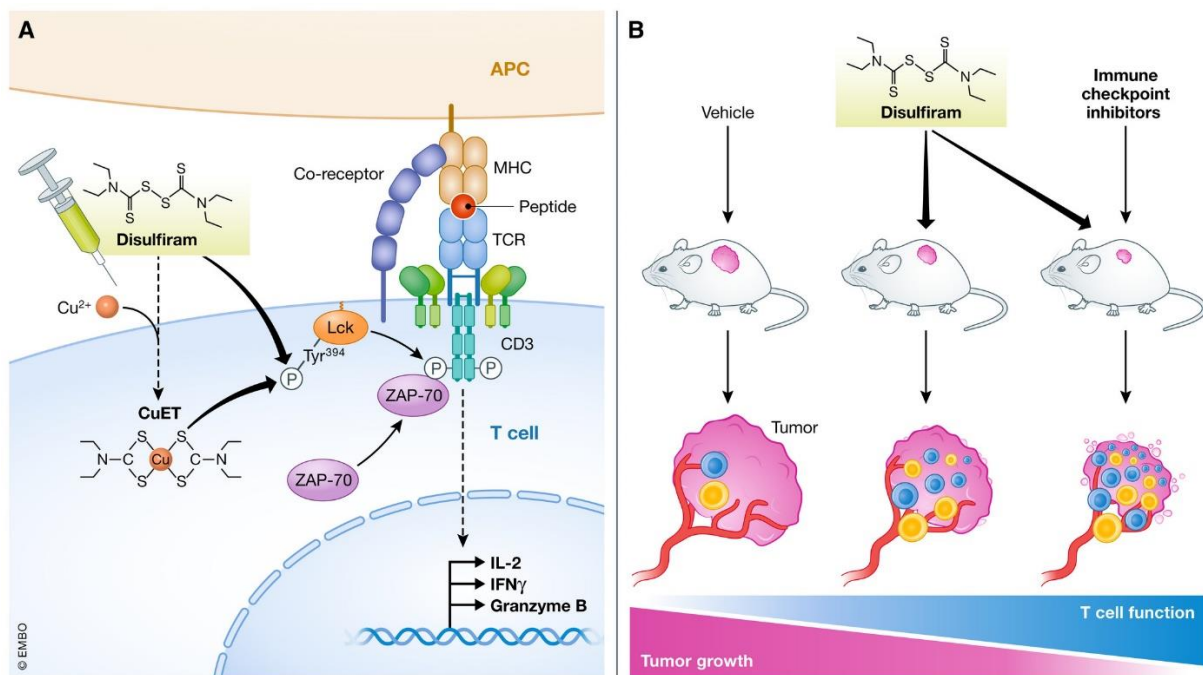 A
APC
Co-receptor
MHC
Peptide
TCR
N
S
S
S
S
N
Disulfiram
Cu2+
Lck
Tyr394
P
CD3
P
P
ZAP-70
CuET
T cell
S
S
N
C
Cu
C
N
S
S
ZAP-70
IL-2
IFNγ
Granzyme B
© EMBO
B
S
N
S
S
S
N
Disulfiram
Vehicle
Immune
checkpoint
inhibitors
Tumor
T cell function
Tumor growth